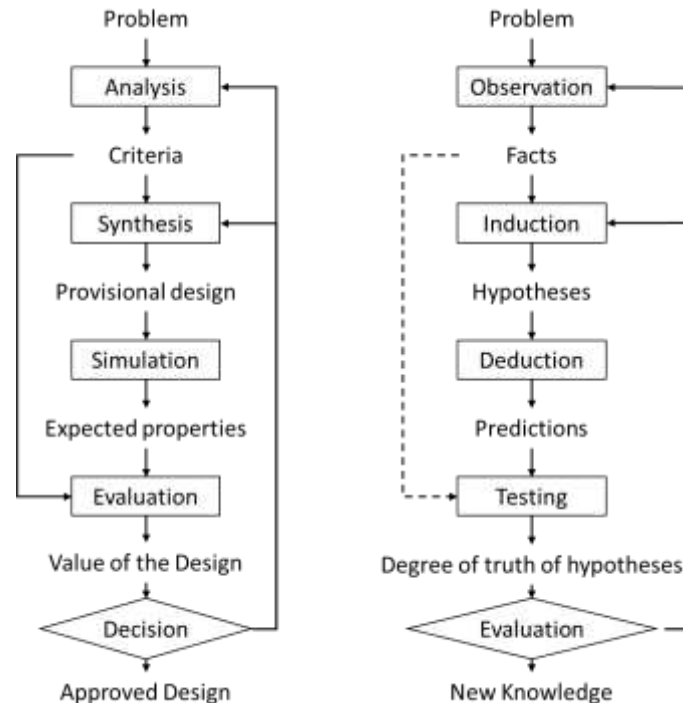 Problem
Analysis
Criteria
Synthesis
Provisional design
Simulation
Expected properties
Evaluation
Value of the Design
Decision
Approved Design
Problem
Observation
Facts
Induction
Hypotheses
Deduction
Predictions
Testing
Degree of truth of hypotheses
Evaluation
New Knowledge